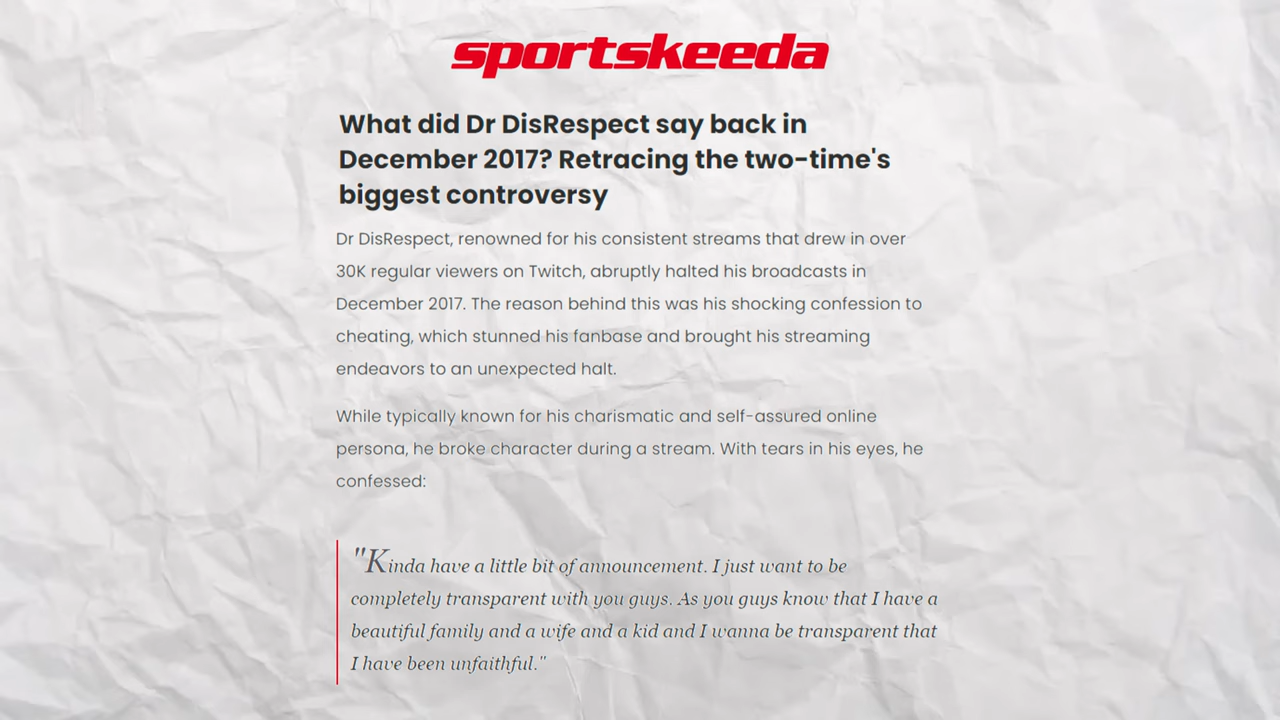 sportskeeda
What did Dr DisRespect say back in
December 2017? Retracing the two-time's
biggest controversy
Dr DisRespect, renowned for his consistent streams that drew in over
30K regular viewers on Twitch, abruptly halted his broadcasts in
December 2017. The reason behind this was his shocking confession to
cheating, which stunned his fanbase and brought his streaming
endeavors to an unexpected halt.
While typically known for his charismatic and self-assured online
persona, he broke character during a stream. With tears in his eyes, he
confessed:
"Kinda have a little bit of announcement. I just want to be
completely transparent with you guys. As you guys know that I have a
beautiful family and a wife and a kid and I wanna be transparent that
I have been unfaithful."